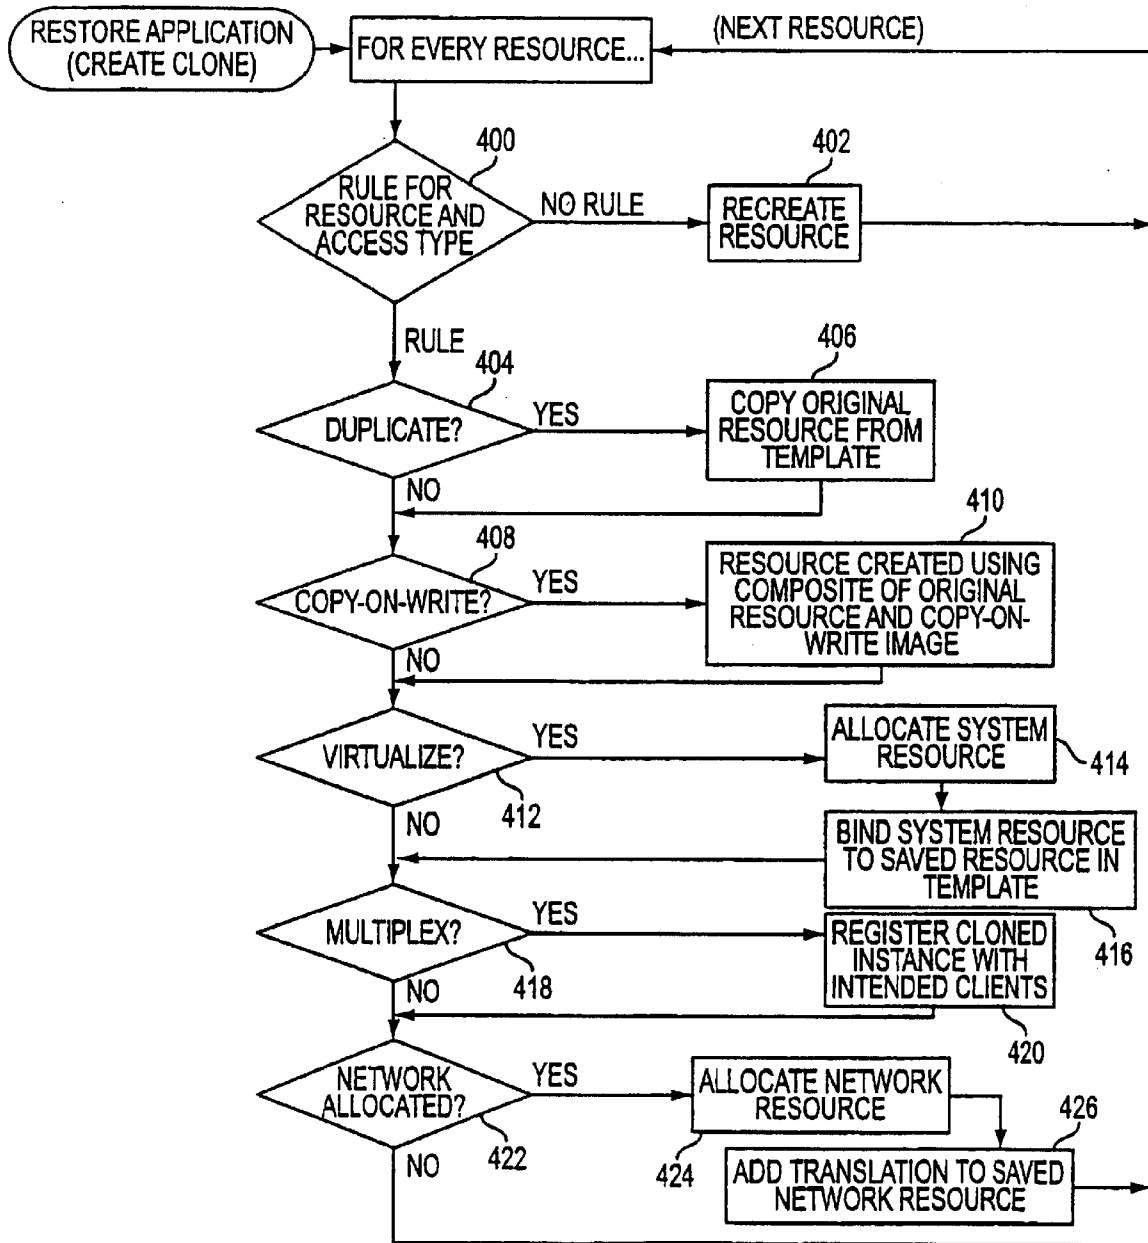 RESTORE APPLICATION
(CREATE CLONE)
FOR EVERY RESOURCE...
(NEXT RESOURCE)
400
RULE FOR
RESOURCE AND
ACCESS TYPE
NO RULE
402
RECREATE
RESOURCE
RULE
404
DUPLICATE?
YES
406
COPY ORIGINAL
RESOURCE FROM
TEMPLATE
NO
408
COPY-ON-WRITE?
YES
410
RESOURCE CREATED USING
COMPOSITE OF ORIGINAL
RESOURCE AND COPY-ON-
WRITE IMAGE
NO
VIRTUALIZE?
412
YES
ALLOCATE SYSTEM
RESOURCE
414
NO
BIND SYSTEM RESOURCE
TO SAVED RESOURCE IN
TEMPLATE
416
MULTIPLEX?
418
YES
REGISTER CLONED
INSTANCE WITH
INTENDED CLIENTS
420
NO
NETWORK
ALLOCATED?
422
YES
ALLOCATE NETWORK
RESOURCE
424
426
ADD TRANSLATION TO SAVED
NETWORK RESOURCE
NO